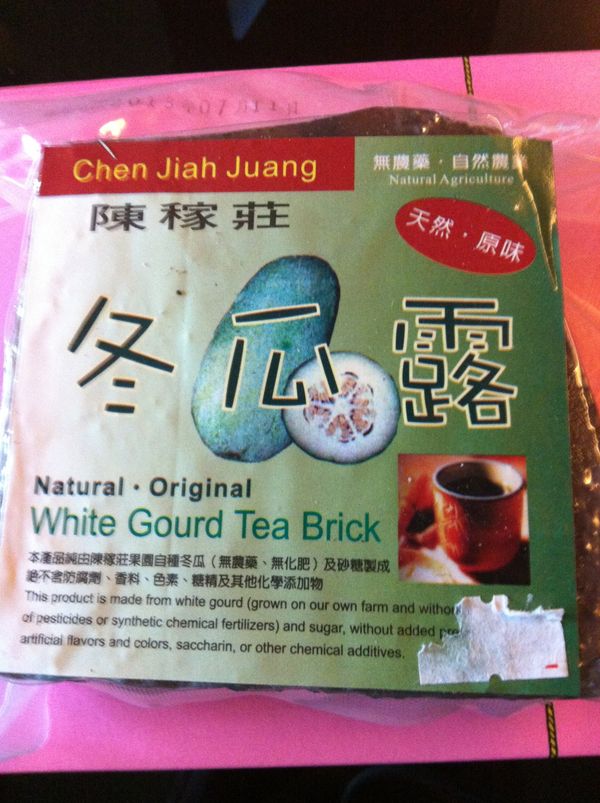 Chen Jiah Juang
無農藥・自然農業
Natural Agriculture
陳稼莊
天然・原味
冬瓜露
Natural・Original
White Gourd Tea Brick
本產品純由陳稼莊果園自種冬瓜（無農藥、無化肥）及砂糖製成
絶不含防腐劑、香料、色素、糖精及其他化學添加物
This product is made from white gourd (grown on our own farm and
of pesticides or synthetic chemical fertilizers) and sugar, without added
artificial flavors and colors, saccharin, or other chemical additives.